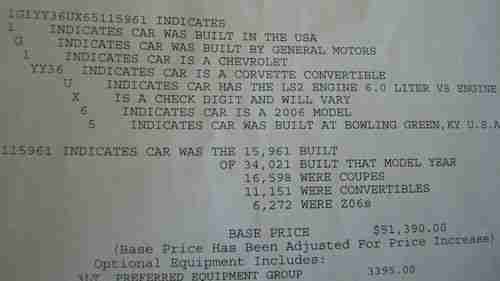 1G1YY36UX65115961 INDICATES
1 INDICATES CAR WAS BUILT IN THE USA
G INDICATES CAR WAS BUILT BY GENERAL MOTORS
1 INDICATES CAR IS A CHEVROLET
YY36 INDICATES CAR IS A CORVETTE CONVERTIBLE
U INDICATES CAR HAS THE LS2 ENGINE 6.0 LITER V8 ENGINE
X IS A CHECK DIGIT AND WILL VARY
6 INDICATES CAR IS A 2006 MODEL
5 INDICATES CAR WAS BUILT AT BOWLING GREEN,KY U.S.A
115961 INDICATES CAR WAS THE 15,961 BUILT
OF 34,021 BUILT THAT MODEL YEAR
16,598 WERE COUPES
11,151 WERE CONVERTIBLES
6,272 WERE Z06s
BASE PRICE $51,390.00
(Base Price Has Been Adjusted For Price Increase)
Optional Equipment Includes:
3LT PREFERRED EQUIPMENT GROUP 3395.00